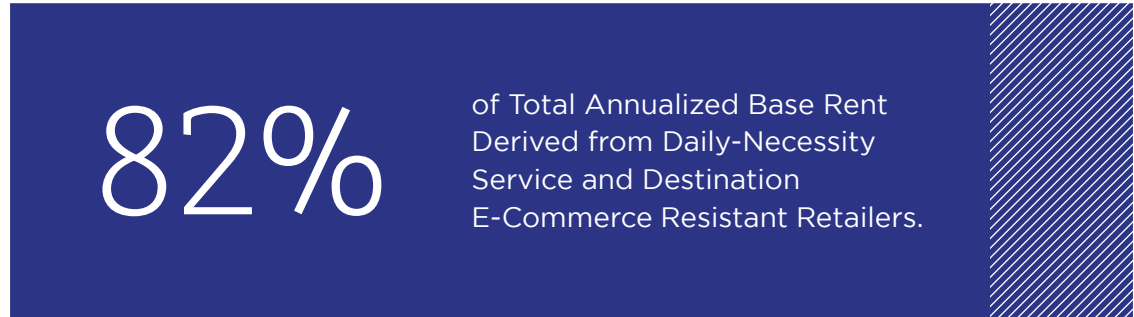 82%
of Total Annualized Base Rent
Derived from Daily-Necessity
Service and Destination
E-Commerce Resistant Retailers.